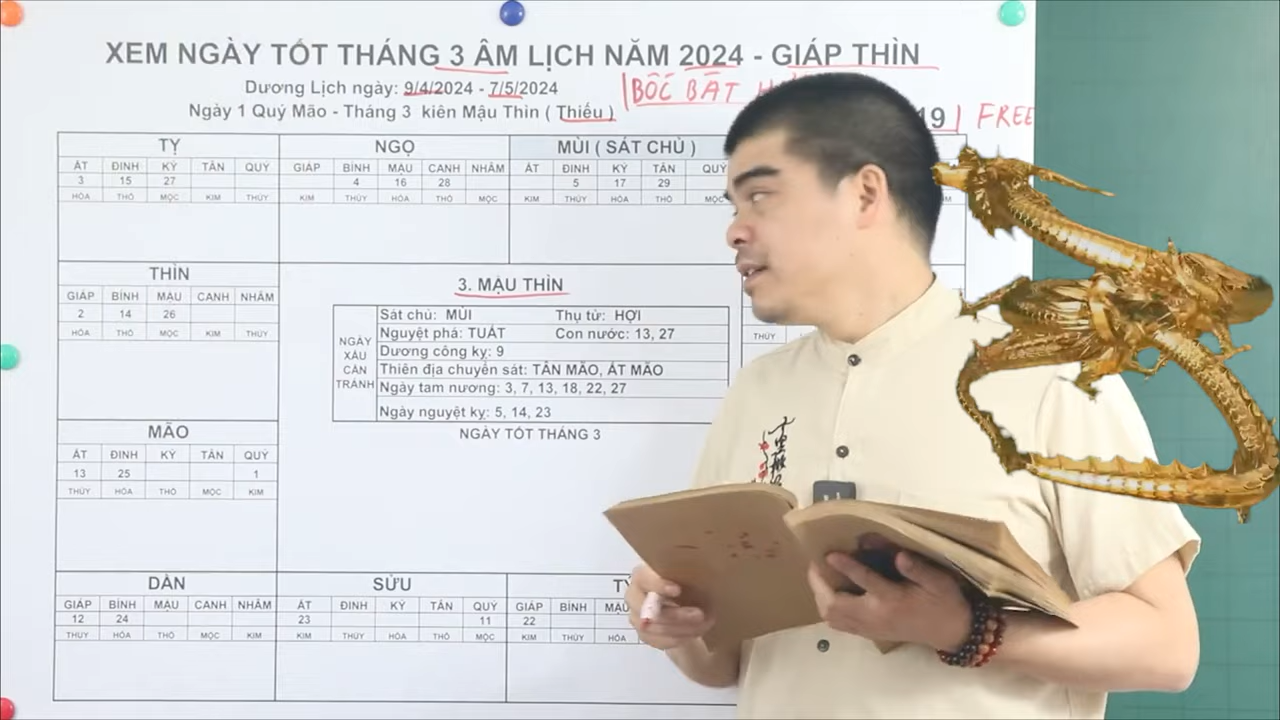 XEM NGÀY TỐT THÁNG 3 ÂM LỊCH NĂM 2024 - GIÁP THÌN
Dương Lịch ngày: 9/4/2024 - 7/5/2024
BỐC BÁT
Ngày 1 Quý Mão - Tháng 3 kiên Mậu Thìn ( Thiếu )
19 FREE
TỴ NGỌ MÙI ( SÁT CHỦ )
ẤT ĐINH KỶ TÂN QUÝ GIÁP BÍNH MẬU CANH NHÂM ẤT ĐINH KỶ TÂN QUÝ
3 15 27 4 16 28 5 17 29
HỎA THỔ MỘC KIM THỦY KIM THỦY HỎA THỔ MỘC KIM THỦY HỎA THỔ MỘC
THÌN
GIÁP BÍNH MẬU CANH NHÂM
2 14 26
HỎA THỔ MỘC KIM THỦY
3. MẬU THÌN
NGÀY XẤU CẦN TRÁNH
Sát chủ: MÙI Thụ tử: HỢI
Nguyệt phá: TUẤT Con nước: 13, 27
Dương công kỵ: 9
Thiên địa chuyển sát: TÂN MÃO, ẤT MÃO
Ngày tam nương: 3, 7, 13, 18, 22, 27
Ngày nguyệt kỵ: 5, 14, 23
THỦY
NGÀY TỐT THÁNG 3
MÃO
ẤT ĐINH KỶ TÂN QUÝ
13 25 1
THỦY HỎA THỔ MỘC KIM
DẦN SỬU
GIÁP BÍNH MẬU CANH NHÂM ẤT ĐINH KỶ TÂN QUÝ GIÁP BÍNH
12 24 23 11 22
THỦY HỎA THỔ MỘC KIM KIM THỦY HỎA THỔ MỘC KIM THỦY